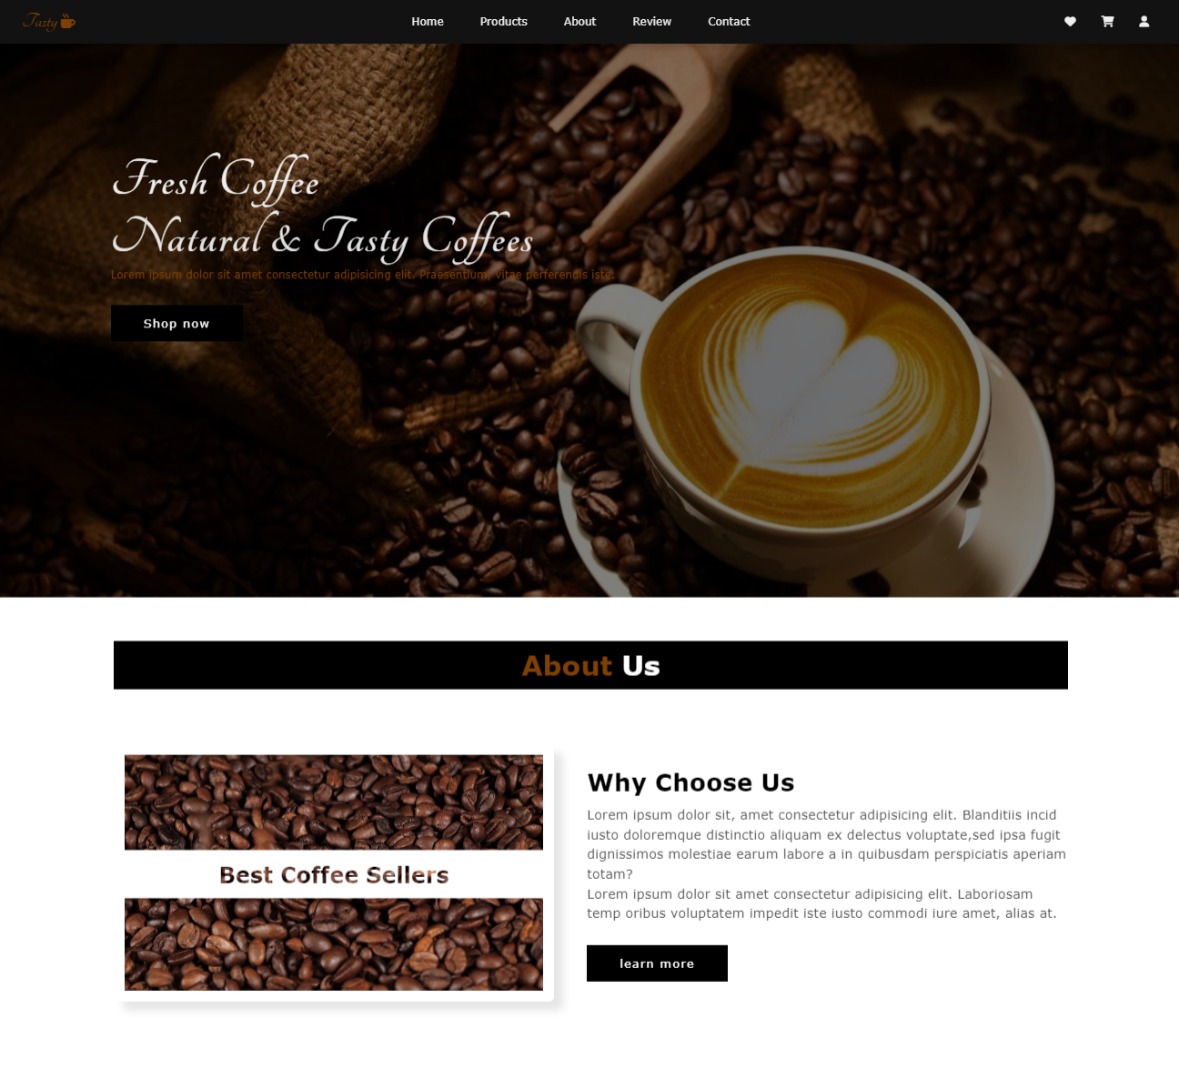 Tasty
Home Products About Review Contact
Fresh Coffee
Natural & Tasty Coffees
Lorem ipsum dolor sit amet consectetur adipisicing elit. Praesentium, vitae perferendis iste.
Shop now
About Us
Best Coffee Sellers
Why Choose Us
Lorem ipsum dolor sit, amet consectetur adipisicing elit. Blanditiis incid
iusto doloremque distinctio aliquam ex delectus voluptate,sed ipsa fugit
dignissimos molestiae earum labore a in quibusdam perspiciatis aperiam
totam?
Lorem ipsum dolor sit amet consectetur adipisicing elit. Laboriosam
temp oribus voluptatem impedit iste iusto commodi iure amet, alias at.
learn more